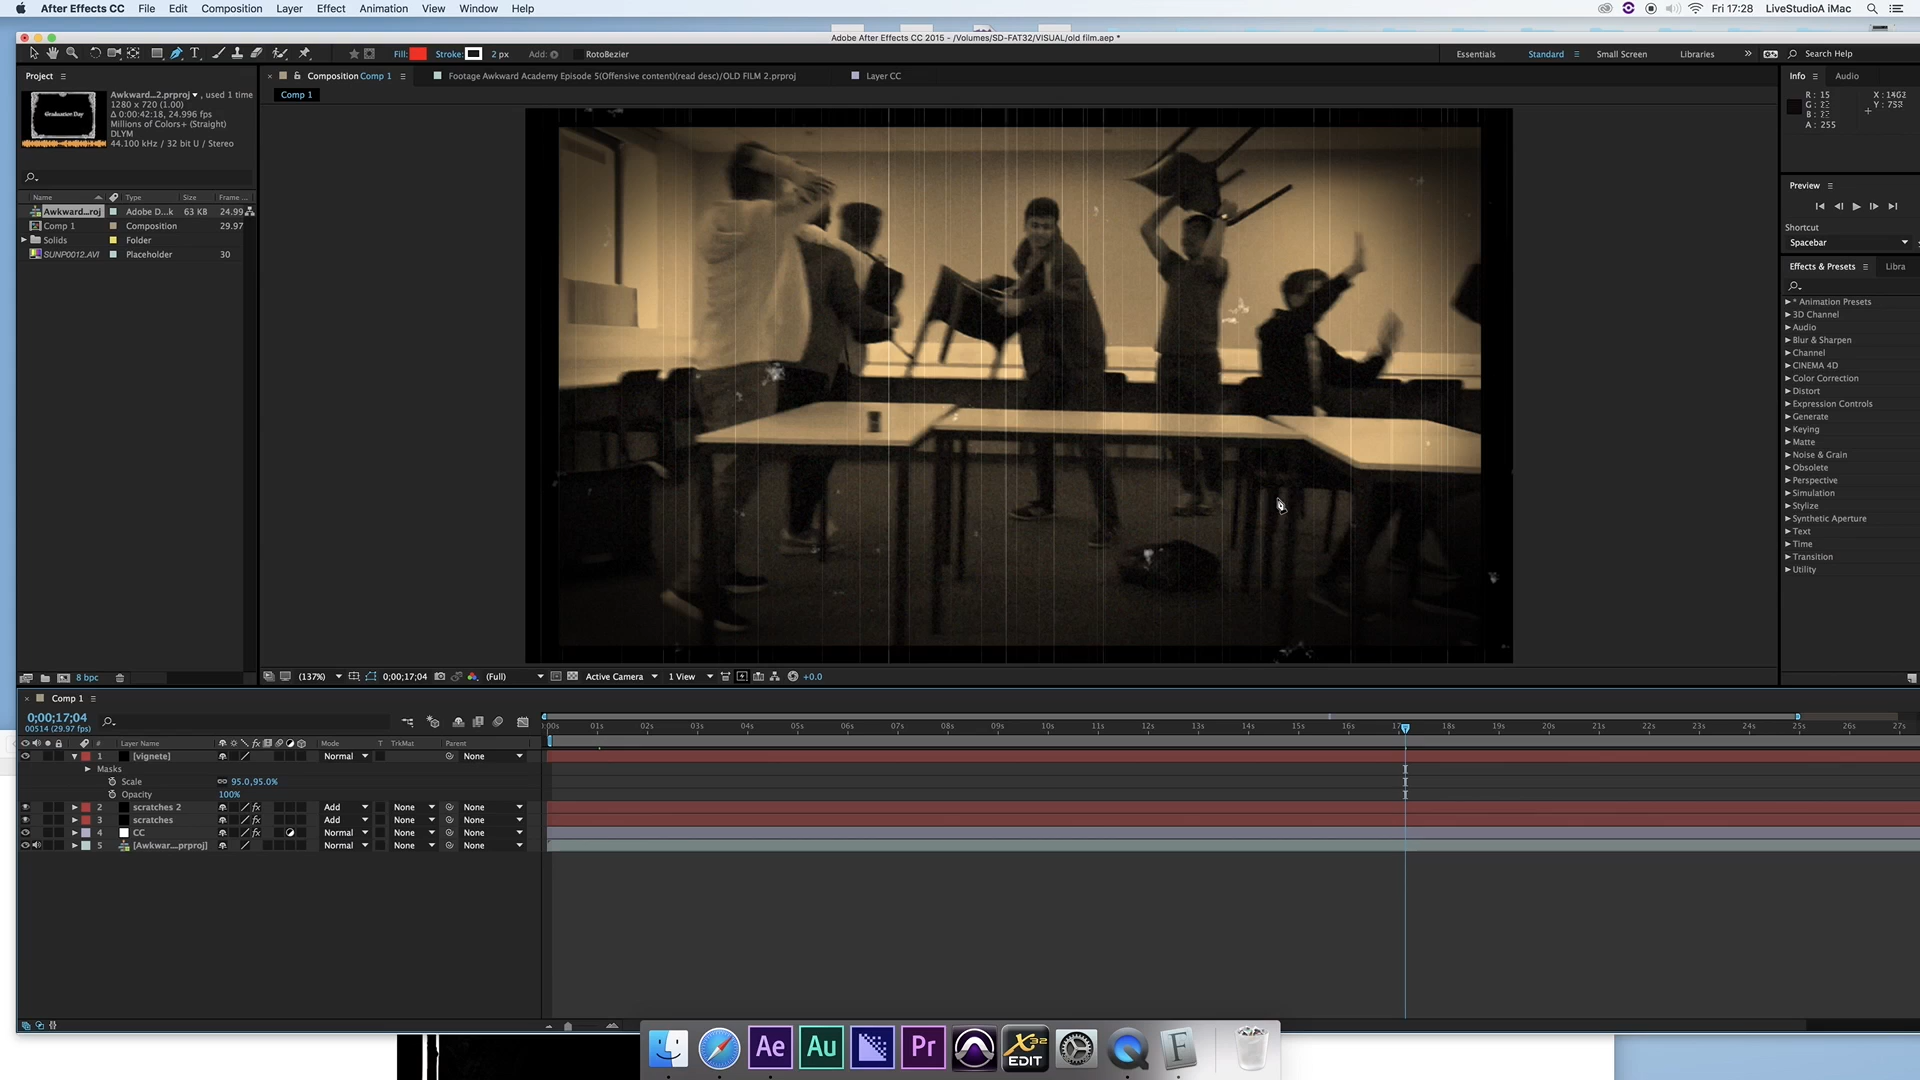 After Effects CC File Edit Composition Layer Effect Animation View Window Help Fri 17:28 LiveStudioA iMac
Adobe After Effects CC 2015 - /Volumes/SD-FAT32/VISUAL/old film.aep *
T Fill: Stroke: 2 px Add: RotoBezier Essentials Standard Small Screen Libraries » Search Help
Project
Composition Comp 1 Footage Awkward Academy Episode 5(Offensive content)(read desc)/OLD FILM 2.prproj Layer CC
Info Audio
Comp 1
Graduation Day
Awkward...2.prproj , used 1 time
1280 x 720 (1.00)
Δ 0:00:42:18, 24.996 fps
Millions of Colors+ (Straight)
DLYM
44.100 kHz / 32 bit U / Stereo
R: 15
B:
A: 255
Name Type Size Frame ...
Awkward...roj Adobe D...k 63 KB 24.99
Comp 1 Composition 29.97
Solids Folder
SUNP0012.AVI Placeholder 30
Preview
Shortcut
Spacebar
Effects & Presets Libra
* Animation Presets
3D Channel
Audio
Blur & Sharpen
Channel
CINEMA 4D
Color Correction
Distort
Expression Controls
Generate
Keying
Matte
Noise & Grain
Obsolete
Perspective
Simulation
Stylize
Synthetic Aperture
Text
Time
Transition
Utility
8 bpc
(137%) 0;00;17;04 (Full) Active Camera 1 View +0.0
Comp 1
0;00;17;04
00514 (29.97 fps)
:00s 01s 02s 03s 04s 05s 06s 07s 08s 09s 10s 11s 12s 13s 14s 15s 16s 17s 18s 19s 20s 21s 22s 23s 24s 25s 26s 27s
# Layer Name fx Mode T TrkMat Parent
1 [vignete] Normal None
Masks
Scale 95.0,95.0%
Opacity 100%
2 scratches 2 fx Add None None
3 scratches fx Add None None
4 CC fx Normal None None
5 [Awkwar....prproj] Normal None None
Ae Au Pr X32 EDIT F